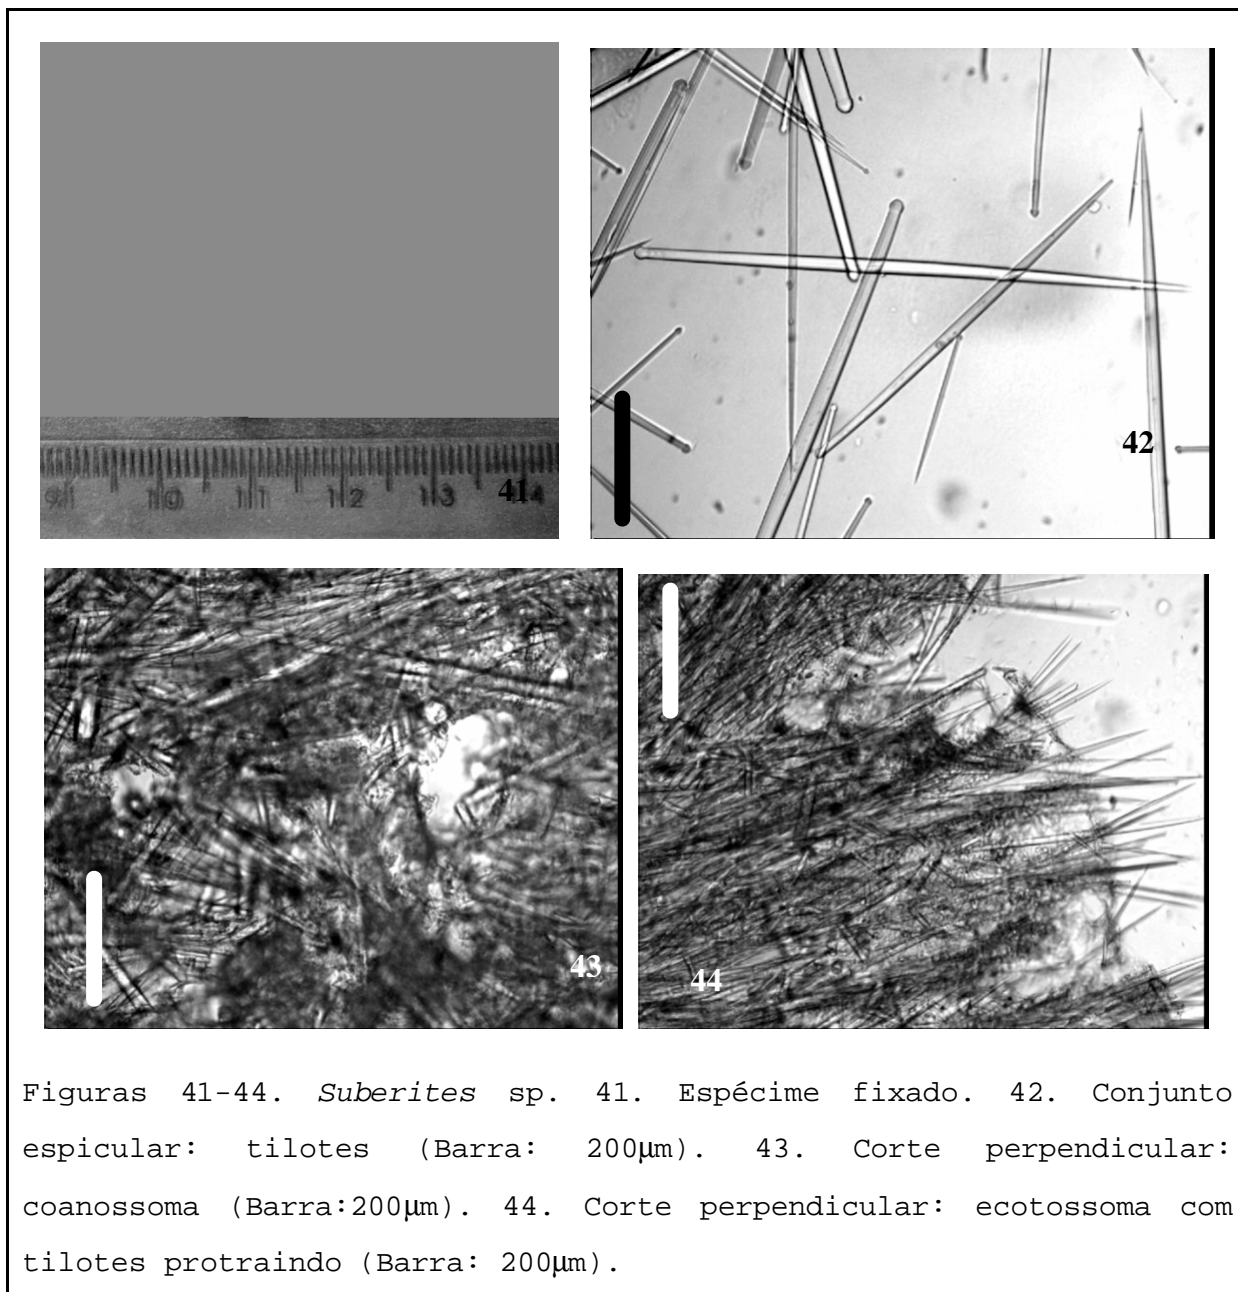 9 10 11 12 13 14
41
42
43
44
Figuras 41-44. Suberites sp. 41. Espécime fixado. 42. Conjunto
espicular: tilotes (Barra: 200μm). 43. Corte perpendicular:
coanossoma (Barra:200μm). 44. Corte perpendicular: ecotossoma com
tilotes protraindo (Barra: 200μm).